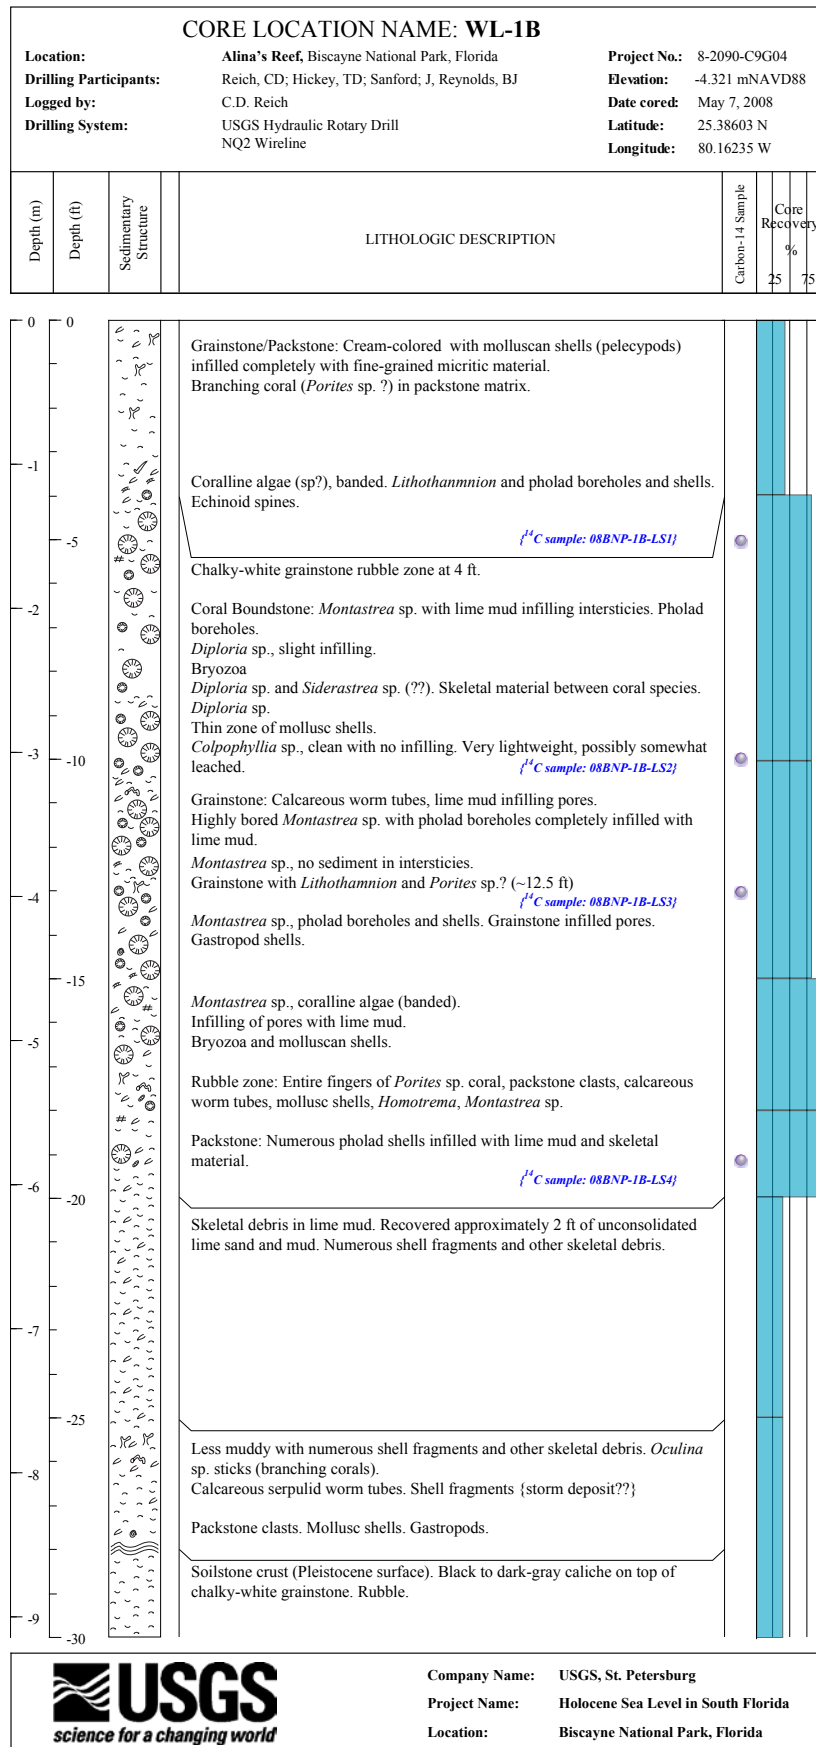 CORE LOCATION NAME: WL-1B
Location: Alina's Reef, Biscayne National Park, Florida Project No.: 8-2090-C9G04
Drilling Participants: Reich, CD; Hickey, TD; Sanford; J, Reynolds, BJ Elevation: -4.321 mNAVD88
Logged by: C.D. Reich Date cored: May 7, 2008
Drilling System: USGS Hydraulic Rotary Drill Latitude: 25.38603 N
NQ2 Wireline Longitude: 80.16235 W
Depth (m)
Depth (ft)
Sedimentary
Structure
LITHOLOGIC DESCRIPTION
Carbon-14 Sample
Core
Recovery
%
25 75
0 0
Grainstone/Packstone: Cream-colored with molluscan shells (pelecypods)
infilled completely with fine-grained micritic material.
Branching coral (Porites sp. ?) in packstone matrix.
-1
Coralline algae (sp?), banded. Lithothanmnion and pholad boreholes and shells.
Echinoid spines.
-5 {14C sample: 08BNP-1B-LS1}
Chalky-white grainstone rubble zone at 4 ft.
-2 Coral Boundstone: Montastrea sp. with lime mud infilling intersticies. Pholad
boreholes.
Diploria sp., slight infilling.
Bryozoa
Diploria sp. and Siderastrea sp. (??). Skeletal material between coral species.
Diploria sp.
Thin zone of mollusc shells.
-3 -10 Colpophyllia sp., clean with no infilling. Very lightweight, possibly somewhat
leached. {14C sample: 08BNP-1B-LS2}
Grainstone: Calcareous worm tubes, lime mud infilling pores.
Highly bored Montastrea sp. with pholad boreholes completely infilled with
lime mud.
Montastrea sp., no sediment in intersticies.
Grainstone with Lithothamnion and Porites sp.? (~12.5 ft)
-4 {14C sample: 08BNP-1B-LS3}
Montastrea sp., pholad boreholes and shells. Grainstone infilled pores.
Gastropod shells.
-15
Montastrea sp., coralline algae (banded).
Infilling of pores with lime mud.
-5 Bryozoa and molluscan shells.
Rubble zone: Entire fingers of Porites sp. coral, packstone clasts, calcareous
worm tubes, mollusc shells, Homotrema, Montastrea sp.
Packstone: Numerous pholad shells infilled with lime mud and skeletal
material.
-6 {14C sample: 08BNP-1B-LS4}
-20
Skeletal debris in lime mud. Recovered approximately 2 ft of unconsolidated
lime sand and mud. Numerous shell fragments and other skeletal debris.
-7
-25
Less muddy with numerous shell fragments and other skeletal debris. Oculina
-8 sp. sticks (branching corals).
Calcareous serpulid worm tubes. Shell fragments {storm deposit??}
Packstone clasts. Mollusc shells. Gastropods.
Soilstone crust (Pleistocene surface). Black to dark-gray caliche on top of
chalky-white grainstone. Rubble.
-9
-30
USGS
science for a changing world
Company Name: USGS, St. Petersburg
Project Name: Holocene Sea Level in South Florida
Location: Biscayne National Park, Florida